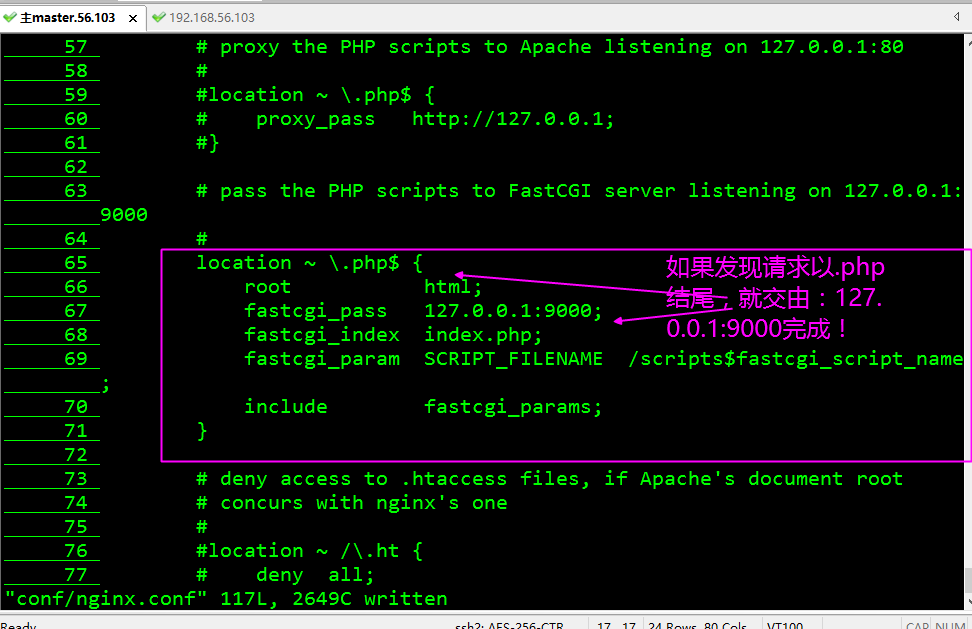 主master.56.103 × 192.168.56.103
57 # proxy the PHP scripts to Apache listening on 127.0.0.1:80
58 #
59 #location ~ \.php$ {
60 #    proxy_pass   http://127.0.0.1;
61 #}
62
63 # pass the PHP scripts to FastCGI server listening on 127.0.0.1:
9000
64 #
65 location ~ \.php$ {
66     root           html;
67     fastcgi_pass   127.0.0.1:9000;
68     fastcgi_index  index.php;
69     fastcgi_param  SCRIPT_FILENAME  /scripts$fastcgi_script_name
;
70     include        fastcgi_params;
71 }
72
如果发现请求以.php
结尾，就交由：127.
0.0.1:9000完成！
73 # deny access to .htaccess files, if Apache's document root
74 # concurs with nginx's one
75 #
76 #location ~ /\.ht {
77 #    deny  all;
"conf/nginx.conf" 117L, 2649C written
Ready ssh2: AES-256-CTR 17, 17 24 Rows, 80 Cols VT100 CAP NUM